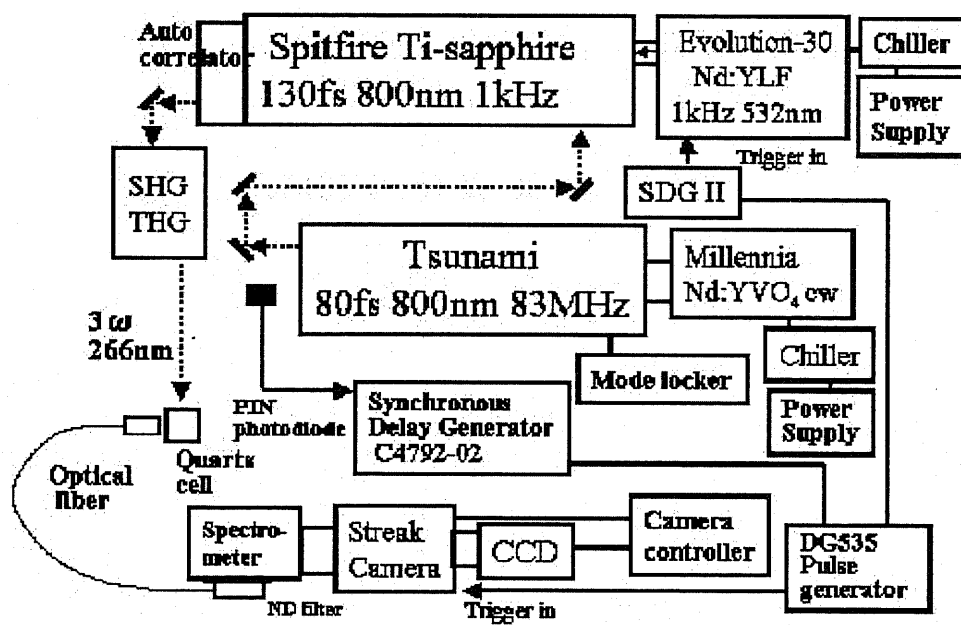 Auto
correlator
Spitfire Ti-sapphire
130fs 800nm 1kHz
Evolution-30
Nd:YLF
1kHz 532nm
Chiller
Power
Supply
Trigger in
SDG II
SHG
THG
Tsunami
80fs 800nm 83MHz
Millennia
Nd:YVO₄ cw
3 ω
266nm
Chiller
Mode locker
Power
Supply
PIN
photodiode
Synchronous
Delay Generator
C4792-02
Optical
fiber
Quarts
cell
Spectro-
meter
Streak
Camera
CCD
Camera
controller
DG535
Pulse
generator
ND filter
Trigger in